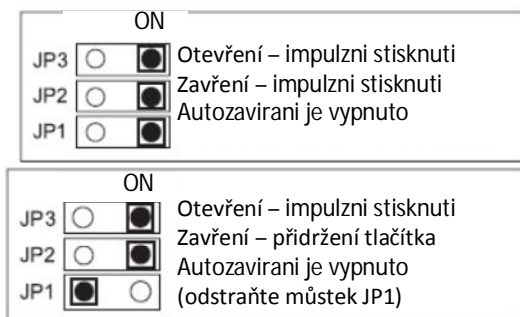 ON
JP3 Otevření – impulzni stisknuti
JP2 Zavření – impulzni stisknuti
JP1 Autozavirani je vypnuto
ON
JP3 Otevření – impulzni stisknuti
JP2 Zavření – přidržení tlačítka
Autozavirani je vypnuto
JP1 (odstraňte můstek JP1)